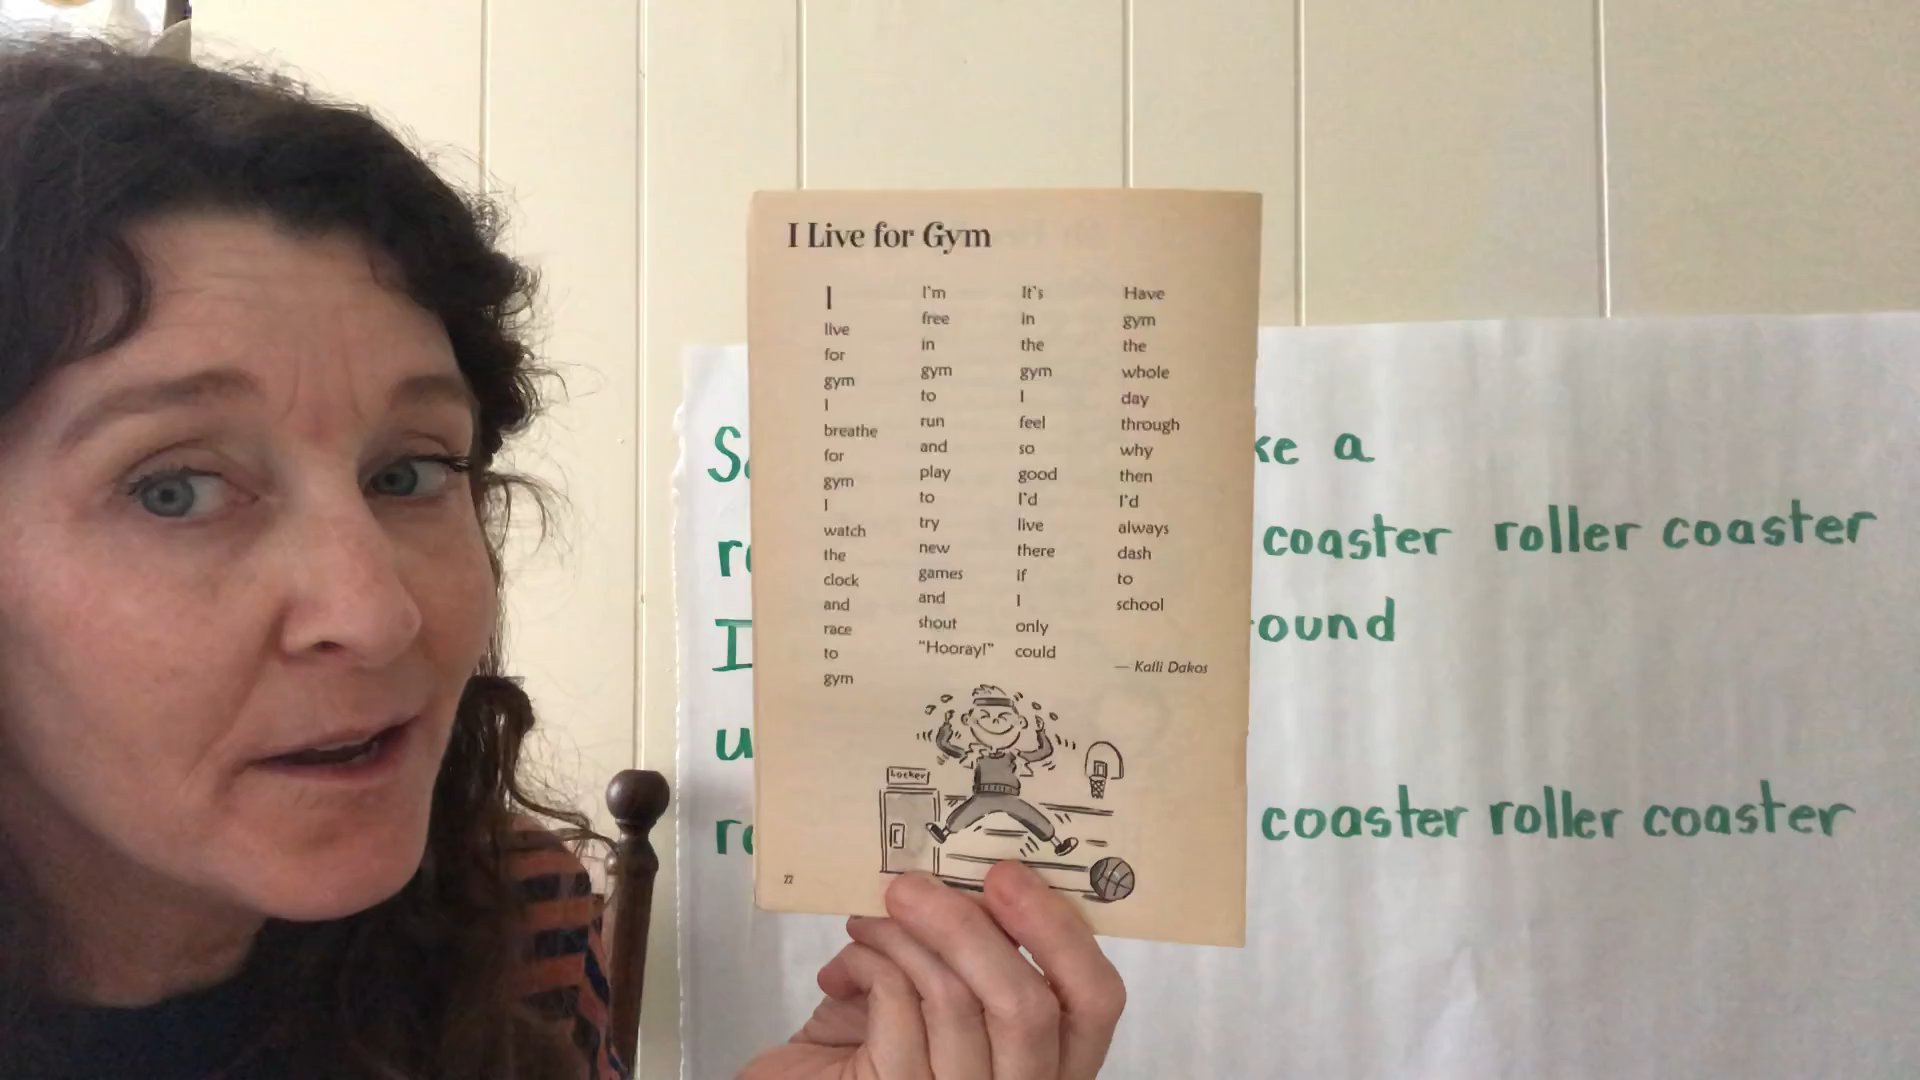 I Live for Gym
I
live
for
gym
I
breathe
for
gym
I
watch
the
clock
and
race
to
gym
I'm
free
in
gym
to
run
and
play
to
try
new
games
and
shout
"Hooray!"
It's
in
the
gym
I
feel
so
good
I'd
live
there
if
I
only
could
Have
gym
the
whole
day
through
why
then
I'd
always
dash
to
school
— Kalli Dakos
Locker
22
a
coaster roller coaster
I
coaster roller coaster